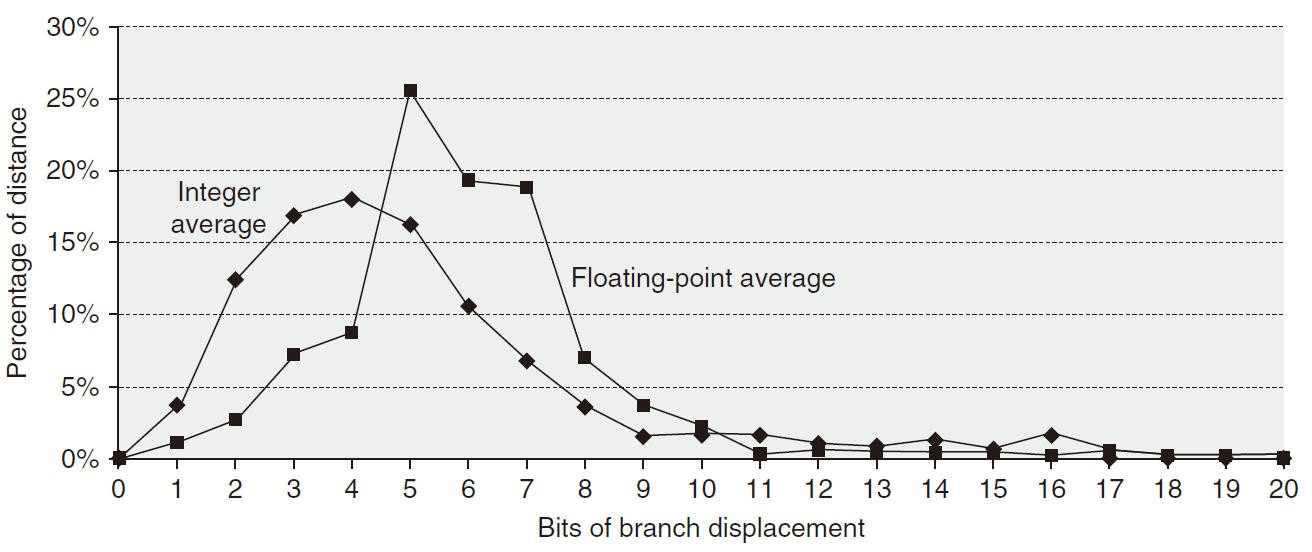 30%
25%
20%
15%
10%
5%
0%
Percentage of distance
Integer
average
Floating-point average
0 1 2 3 4 5 6 7 8 9 10 11 12 13 14 15 16 17 18 19 20
Bits of branch displacement